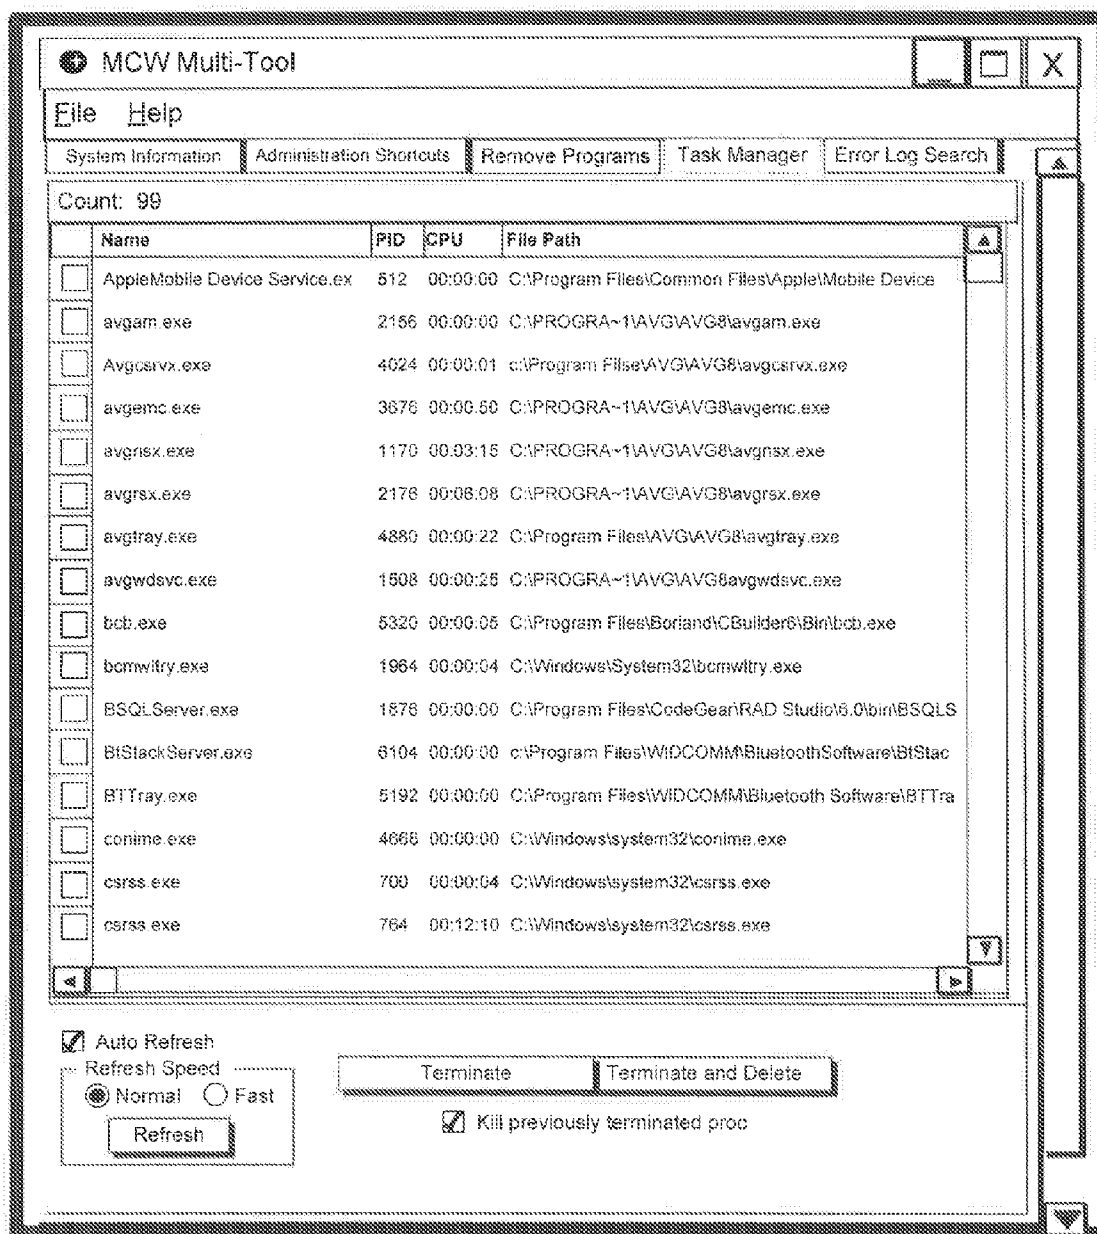 MCW Multi-Tool
File Help
System Information Administration Shortcuts Remove Programs Task Manager Error Log Search
Count: 99
Name PID CPU File Path
AppleMobile Device Service.ex 512 00:00:00 C:\Program Files\Common Files\Apple\Mobile Device
avgam.exe 2156 00:00:00 C:\PROGRA~1\AVG\AVG8\avgam.exe
Avgcsrvx.exe 4024 00:00:01 c:\Program Filse\AVG\AVG8\avgcsrvx.exe
avgemc.exe 3676 00:00:50 C:\PROGRA~1\AVG\AVG8\avgemc.exe
avgnsx.exe 1170 00:03:15 C:\PROGRA~1\AVG\AVG8\avgnsx.exe
avgrsx.exe 2176 00:06:08 C:\PROGRA~1\AVG\AVG8\avgrsx.exe
avgtray.exe 4880 00:00:22 C:\Program Files\AVG\AVG8\avgtray.exe
avgwdsvc.exe 1508 00:00:25 C:\PROGRA~1\AVG\AVG8avgwdsvc.exe
bcb.exe 5320 00:00:05 C:\Program Files\Borland\CBuilder6\Bin\bcb.exe
bcmwltry.exe 1964 00:00:04 C:\Windows\System32\bcmwltry.exe
BSQLServer.exe 1876 00:00:00 C:\Program Files\CodeGear\RAD Studio\6.0\bin\BSQLS
BtStackServer.exe 6104 00:00:00 c:\Program Files\WIDCOMM\BluetoothSoftware\BtStac
BTTray.exe 5192 00:00:00 C:\Program Files\WIDCOMM\Bluetooth Software\BTTra
conime.exe 4668 00:00:00 C:\Windows\system32\conime.exe
csrss.exe 700 00:00:04 C:\Windows\system32\csrss.exe
csrss.exe 764 00:12:10 C:\Windows\system32\csrss.exe
Auto Refresh
Refresh Speed
Terminate Terminate and Delete
Normal Fast
Kill previously terminated proc
Refresh